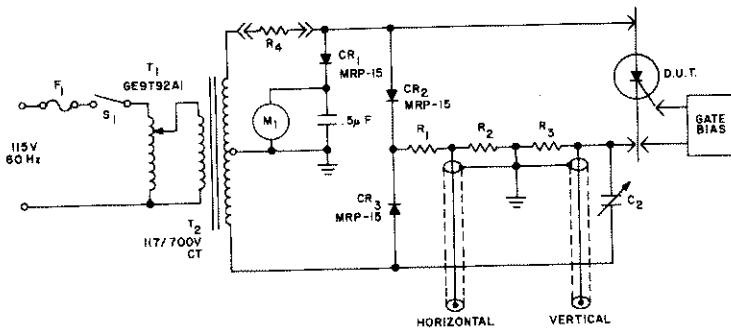 F1
S1
115V
60 Hz
T1
GE9T92A1
T2
117/700V
CT
R4
CR1
MRP-15
M1
.5µF
CR2
MRP-15
R1
R2
R3
CR3
MRP-15
C2
D.U.T.
GATE
BIAS
HORIZONTAL
VERTICAL